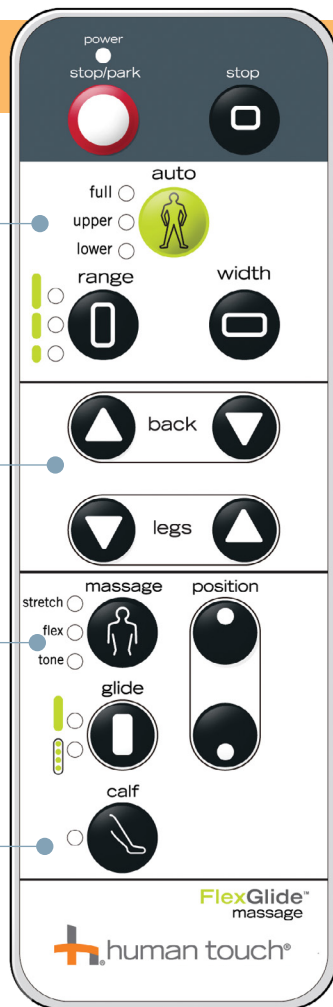 power
stop/park stop
auto
full
upper
lower
range width
back
legs
massage position
stretch
flex
tone
glide
calf
FlexGlide™
massage
human touch®